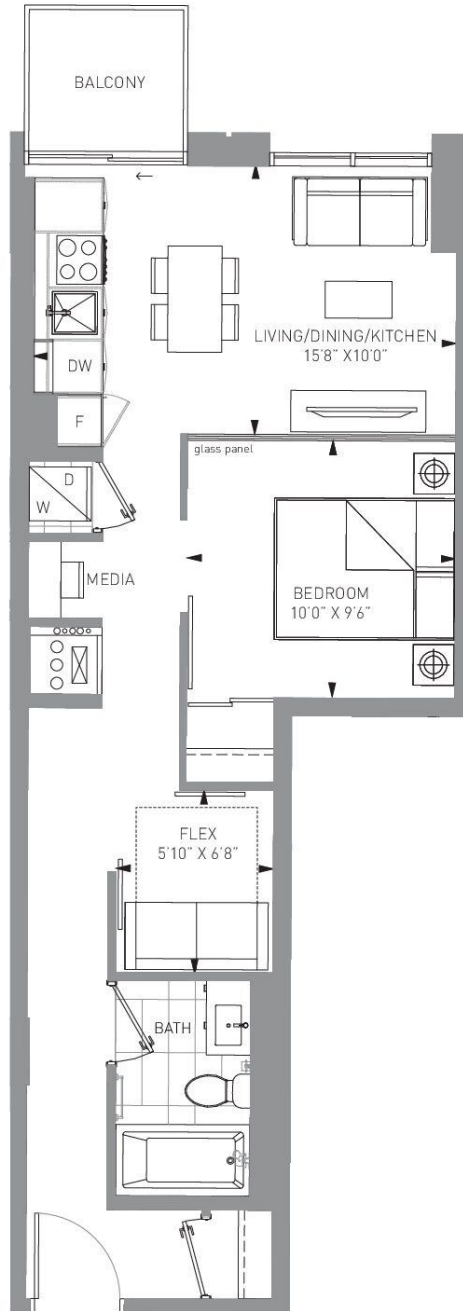 BALCONY
LIVING/DINING/KITCHEN
15'8" X10'0"
DW
F
glass panel
D
W
MEDIA
BEDROOM
10'0" X 9'6"
FLEX
5'10" X 6'8"
BATH